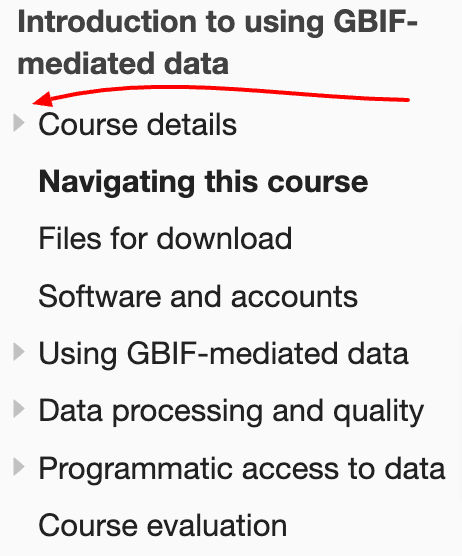 Introduction to using GBIF-
mediated data
Course details
Navigating this course
Files for download
Software and accounts
Using GBIF-mediated data
Data processing and quality
Programmatic access to data
Course evaluation